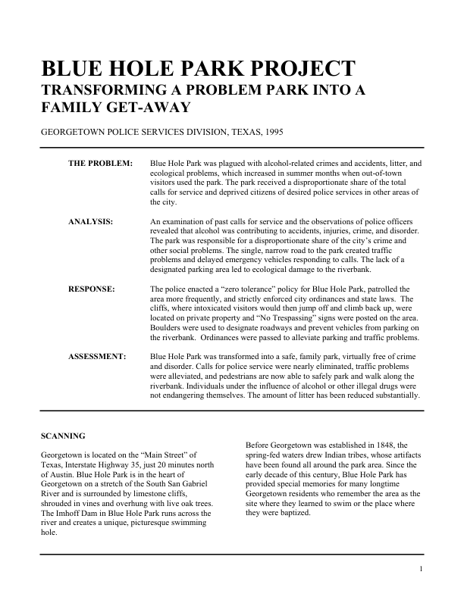 BLUE HOLE PARK PROJECT
TRANSFORMING A PROBLEM PARK INTO A
FAMILY GET-AWAY
GEORGETOWN POLICE SERVICES DIVISION, TEXAS, 1995
THE PROBLEM: Blue Hole Park was plagued with alcohol-related crimes and accidents, litter, and
ecological problems, which increased in summer months when out-of-town
visitors used the park. The park received a disproportionate share of the total
calls for service and deprived citizens of desired police services in other areas of
the city.
ANALYSIS: An examination of past calls for service and the observations of police officers
revealed that alcohol was contributing to accidents, injuries, crime, and disorder.
The park was responsible for a disproportionate share of the city's crime and
other social problems. The single, narrow road to the park created traffic
problems and delayed emergency vehicles responding to calls. The lack of a
designated parking area led to ecological damage to the riverbank.
RESPONSE: The police enacted a "zero tolerance" policy for Blue Hole Park, patrolled the
area more frequently, and strictly enforced city ordinances and state laws. The
cliffs, where intoxicated visitors would then jump off and climb back up, were
located on private property and "No Trespassing" signs were posted on the area.
Boulders were used to designate roadways and prevent vehicles from parking on
the riverbank. Ordinances were passed to alleviate parking and traffic problems.
ASSESSMENT: Blue Hole Park was transformed into a safe, family park, virtually free of crime
and disorder. Calls for police service were nearly eliminated, traffic problems
were alleviated, and pedestrians are now able to safely park and walk along the
riverbank. Individuals under the influence of alcohol or other illegal drugs were
not endangering themselves. The amount of litter has been reduced substantially.
SCANNING
Georgetown is located on the "Main Street" of
Texas, Interstate Highway 35, just 20 minutes north
of Austin. Blue Hole Park is in the heart of
Georgetown on a stretch of the South San Gabriel
River and is surrounded by limestone cliffs,
shrouded in vines and overhung with live oak trees.
The Imhoff Dam in Blue Hole Park runs across the
river and creates a unique, picturesque swimming
hole.
Before Georgetown was established in 1848, the
spring-fed waters drew Indian tribes, whose artifacts
have been found all around the park area. Since the
early decade of this century, Blue Hole Park has
provided special memories for many longtime
Georgetown residents who remember the area as the
site where they learned to swim or the place where
they were baptized.
1